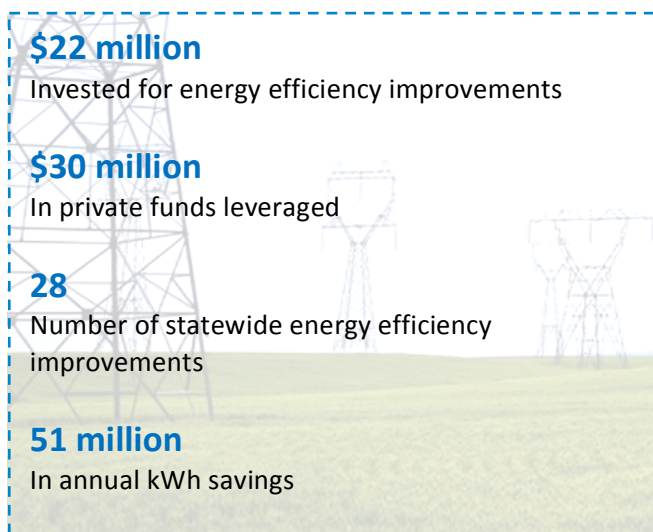 $22 million
Invested for energy efficiency improvements
$30 million
In private funds leveraged
28
Number of statewide energy efficiency
improvements
51 million
In annual kWh savings